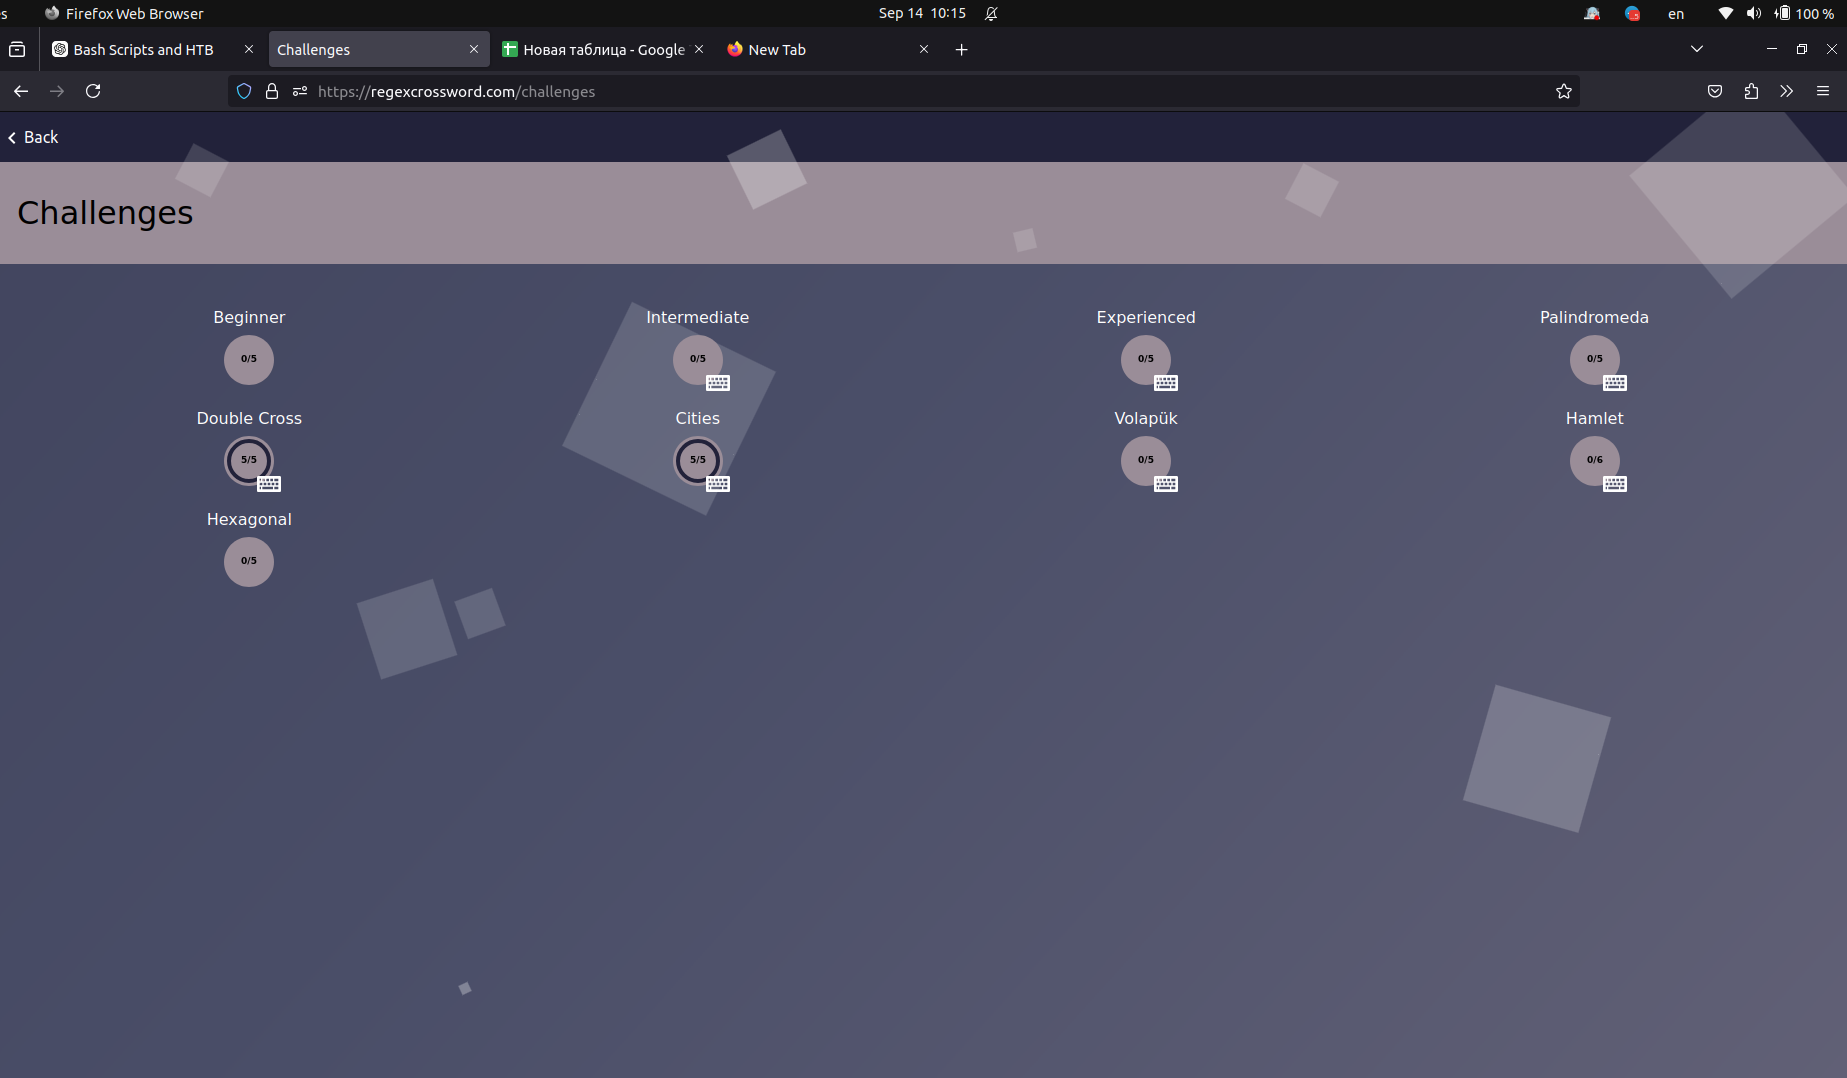 s
Firefox Web Browser
Sep 14 10:15
en
100 %
Bash Scripts and HTB
Challenges
Новая таблица - Google
New Tab
https://regexcrossword.com/challenges
Back
Challenges
Beginner
Intermediate
Experienced
Palindromeda
0/5
0/5
0/5
0/5
Double Cross
Cities
Volapük
Hamlet
5/5
5/5
0/5
0/6
Hexagonal
0/5